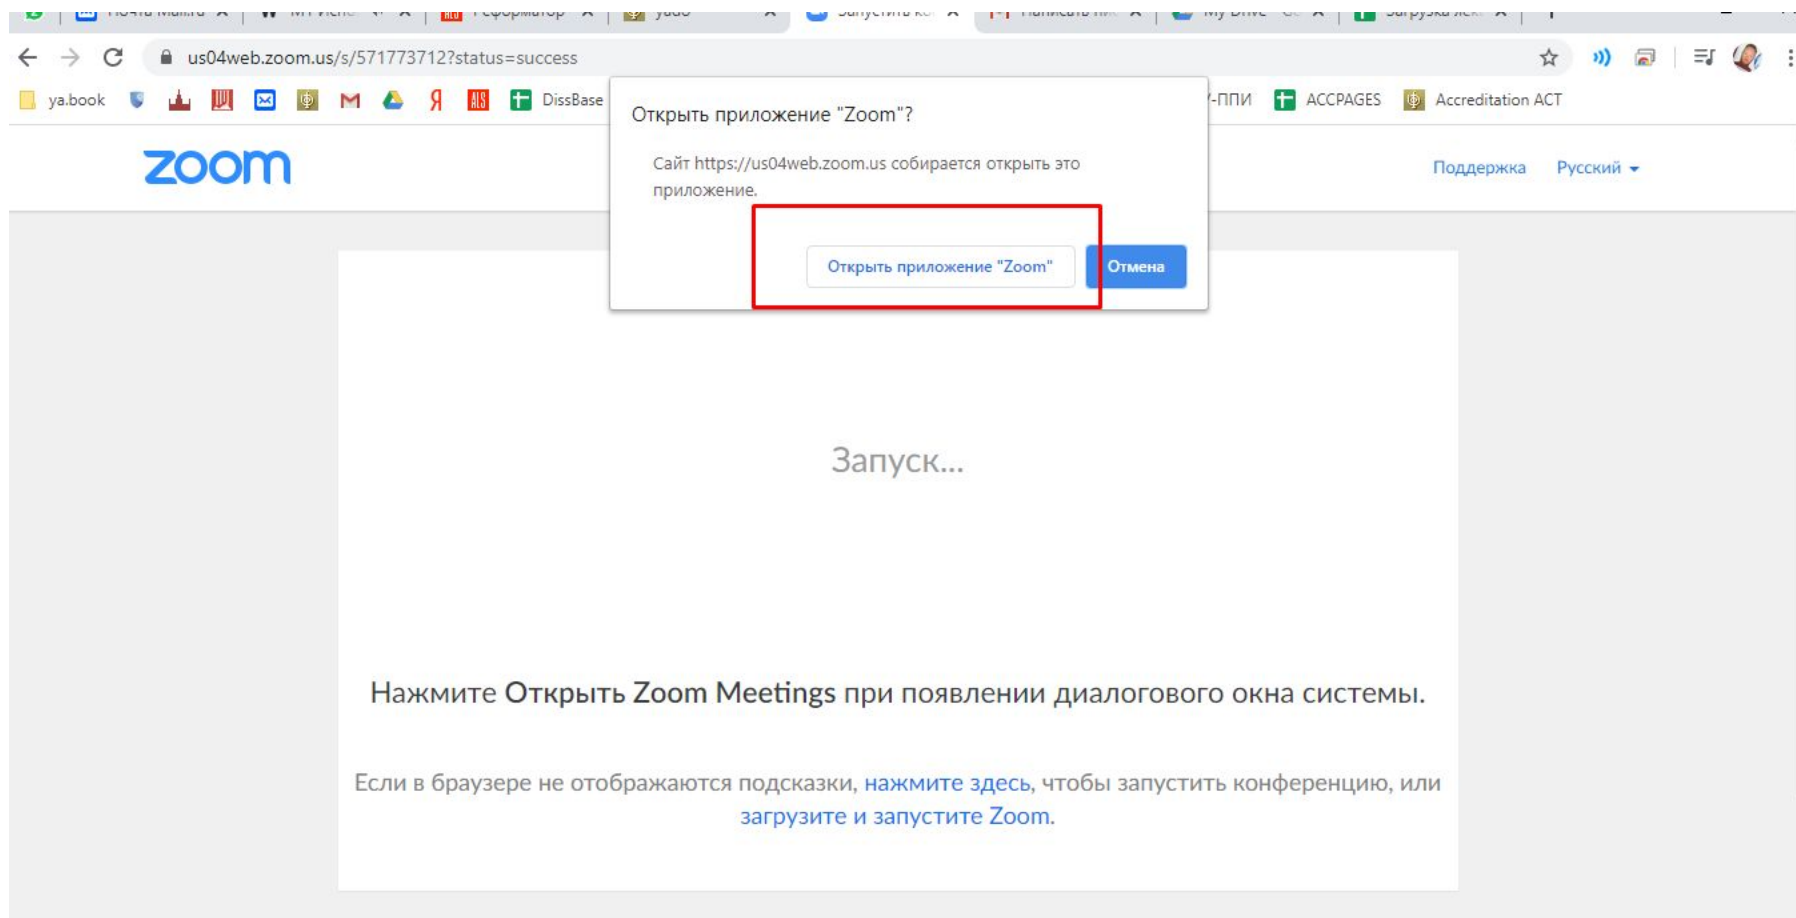 us04web.zoom.us/s/571773712?status=success
ya.book
DissBase
-ППИ
ACCPAGES
Accreditation ACT
Открыть приложение "Zoom"?
Сайт https://us04web.zoom.us собирается открыть это
приложение.
Открыть приложение "Zoom"
Отмена
zoom
Поддержка
Русский
Запуск...
Нажмите Открыть Zoom Meetings при появлении диалогового окна системы.
Если в браузере не отображаются подсказки, нажмите здесь, чтобы запустить конференцию, или
загрузите и запустите Zoom.